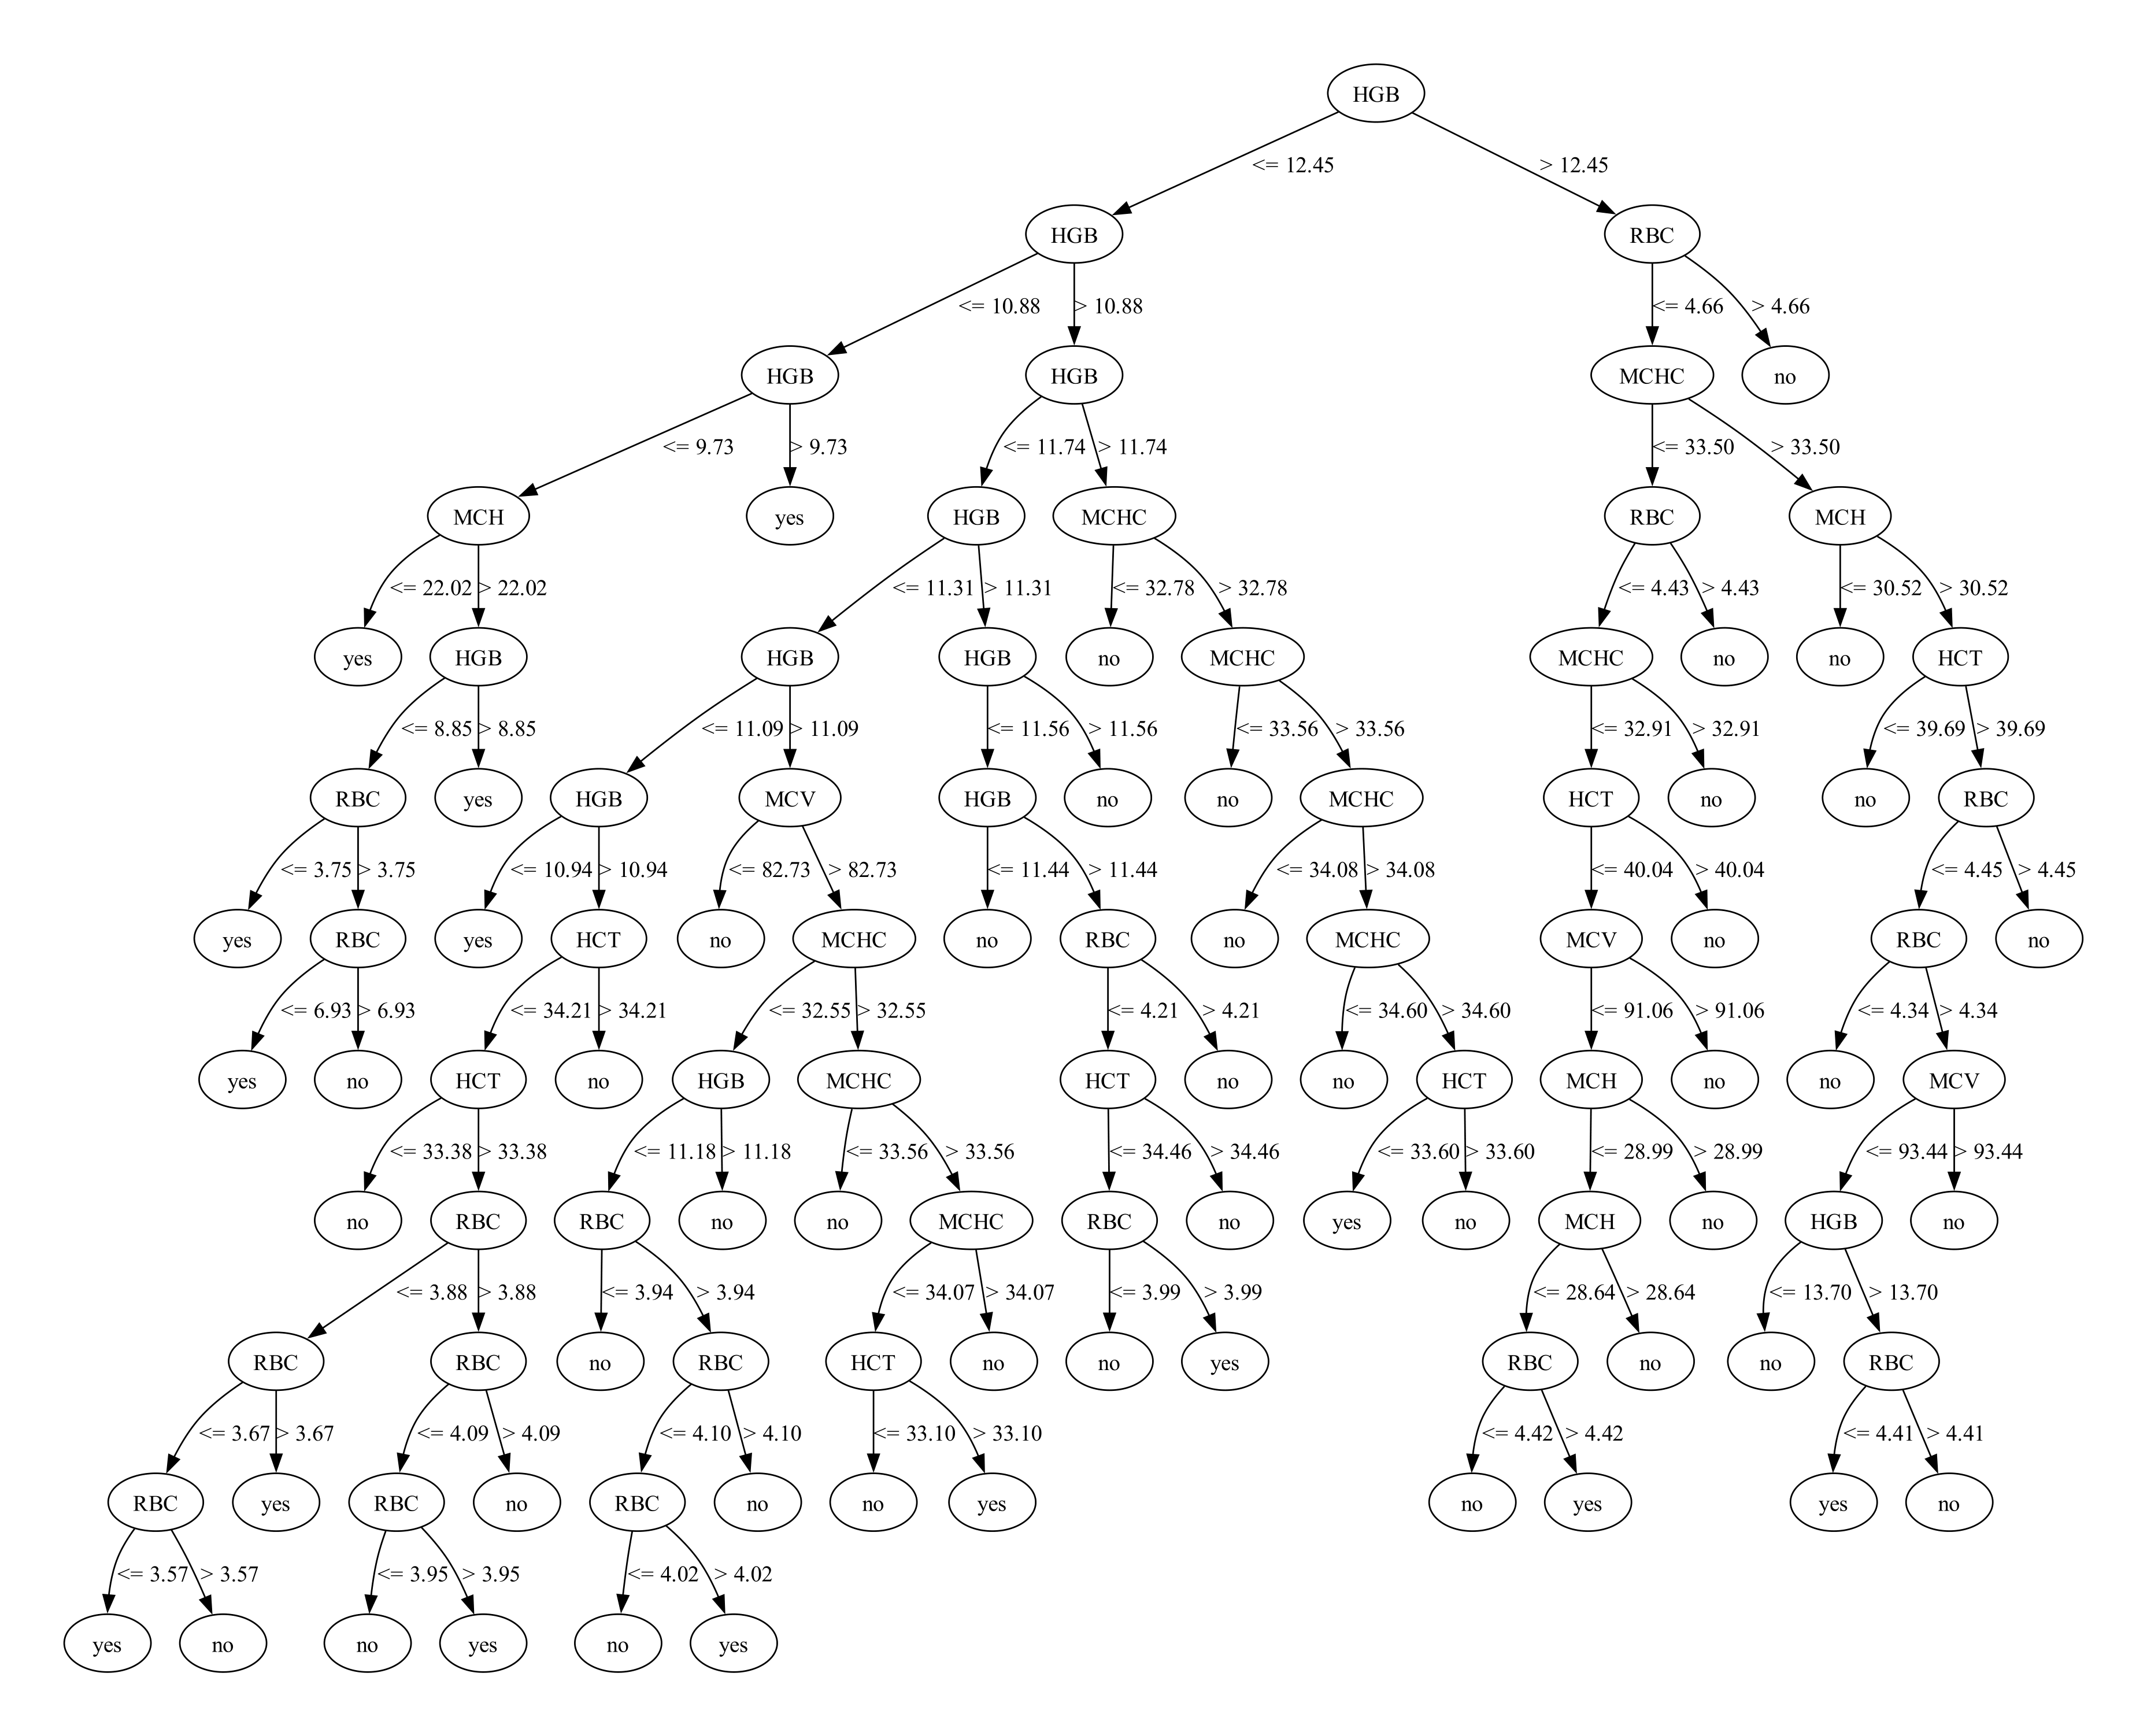 HGB
<= 12.45 > 12.45
HGB RBC
<= 10.88 > 10.88 <= 4.66 > 4.66
HGB HGB MCHC no
<= 9.73 > 9.73 <= 11.74 > 11.74 <= 33.50 > 33.50
MCH yes HGB MCHC RBC MCH
<= 22.02 > 22.02 <= 11.31 > 11.31 <= 32.78 > 32.78 <= 4.43 > 4.43 <= 30.52 > 30.52
yes HGB HGB HGB no MCHC MCHC no no HCT
<= 8.85 > 8.85 <= 11.09 > 11.09 <= 11.56 > 11.56 <= 33.56 > 33.56 <= 32.91 > 32.91 <= 39.69 > 39.69
RBC yes HGB MCV HGB no no MCHC HCT no no RBC
<= 3.75 > 3.75 <= 10.94 > 10.94 <= 82.73 > 82.73 <= 11.44 > 11.44 <= 34.08 > 34.08 <= 40.04 > 40.04 <= 4.45 > 4.45
yes RBC yes HCT no MCHC no RBC no MCHC MCV no RBC no
<= 6.93 > 6.93 <= 34.21 > 34.21 <= 32.55 > 32.55 <= 4.21 > 4.21 <= 34.60 > 34.60 <= 91.06 > 91.06 <= 4.34 > 4.34
yes no HCT no HGB MCHC HCT no no HCT MCH no no MCV
<= 33.38 > 33.38 <= 11.18 > 11.18 <= 33.56 > 33.56 <= 34.46 > 34.46 <= 33.60 > 33.60 <= 28.99 > 28.99 <= 93.44 > 93.44
no RBC RBC no no MCHC RBC no yes no MCH no HGB no
<= 3.88 > 3.88 <= 3.94 > 3.94 <= 34.07 > 34.07 <= 3.99 > 3.99 <= 28.64 > 28.64 <= 13.70 > 13.70
RBC RBC no RBC HCT no no yes RBC no no RBC
<= 3.67 > 3.67 <= 4.09 > 4.09 <= 4.10 > 4.10 <= 33.10 > 33.10 <= 4.42 > 4.42 <= 4.41 > 4.41
RBC yes RBC no RBC no no yes no yes yes no
<= 3.57 > 3.57 <= 3.95 > 3.95 <= 4.02 > 4.02
yes no no yes no yes